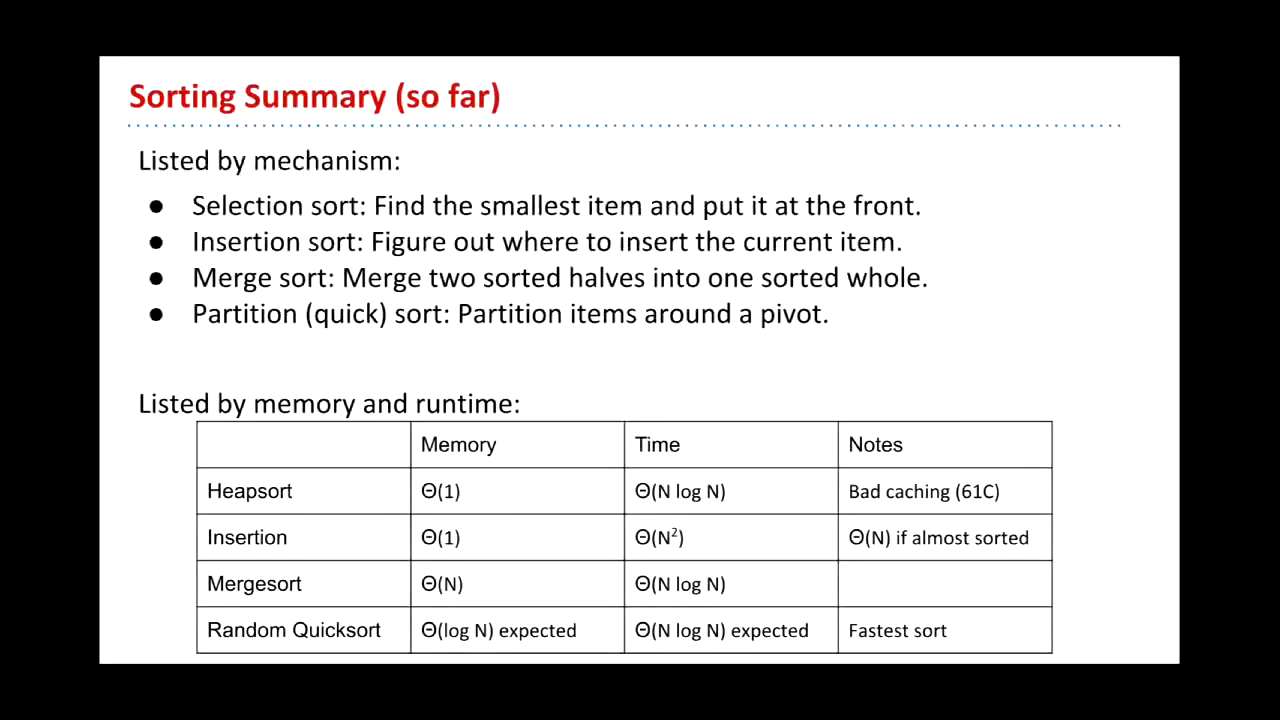 Sorting Summary (so far)
Listed by mechanism:
● Selection sort: Find the smallest item and put it at the front.
● Insertion sort: Figure out where to insert the current item.
● Merge sort: Merge two sorted halves into one sorted whole.
● Partition (quick) sort: Partition items around a pivot.
Listed by memory and runtime:
Memory Time Notes
Heapsort Θ(1) Θ(N log N) Bad caching (61C)
Insertion Θ(1) Θ(N²) Θ(N) if almost sorted
Mergesort Θ(N) Θ(N log N)
Random Quicksort Θ(log N) expected Θ(N log N) expected Fastest sort